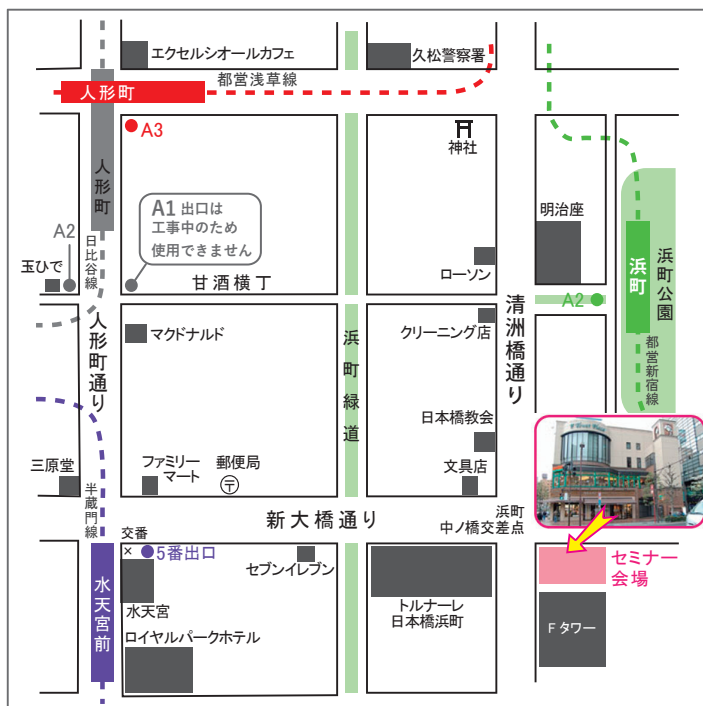 エクセルシオールカフェ
久松警察署
都営浅草線
人形町
A3
神社
人形町
A1 出口は
工事中のため
使用できません
明治座
A2
日比谷線
玉ひで
甘酒横丁
ローソン
浜町
浜町公園
A2
清洲橋通り
クリーニング店
マクドナルド
人形町通り
浜町緑道
都営新宿線
日本橋教会
三原堂
ファミリー
マート
郵便局
〒
文具店
半蔵門線
新大橋通り
浜町
中ノ橋交差点
交番
×
5番出口
セブンイレブン
セミナー
会場
水天宮前
水天宮
トルナーレ
日本橋浜町
ロイヤルパークホテル
Fタワー